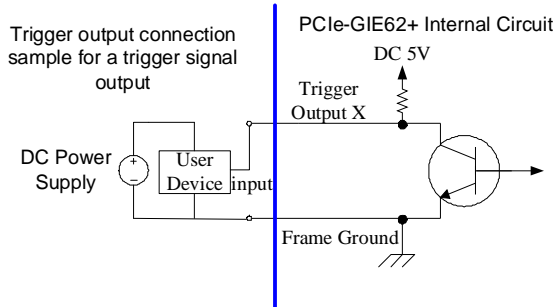 Trigger output connection
sample for a trigger signal
output
PCIe-GIE62+ Internal Circuit
DC 5V
Trigger
Output X
DC Power
Supply
+
−
User
Device
input
Frame Ground